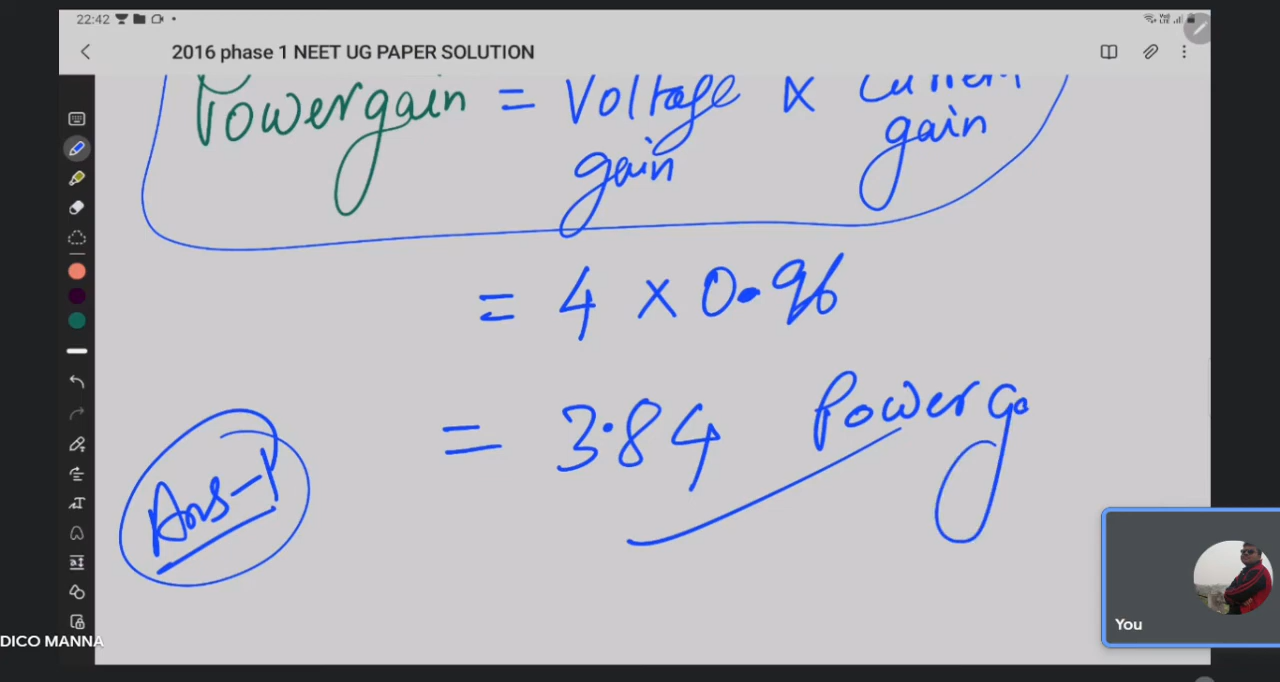 22:42
2016 phase 1 NEET UG PAPER SOLUTION
Powergain = Voltage gain × Current gain
= 4 × 0.96
= 3.84 Powerga
Ans-1
You
DICO MANNA